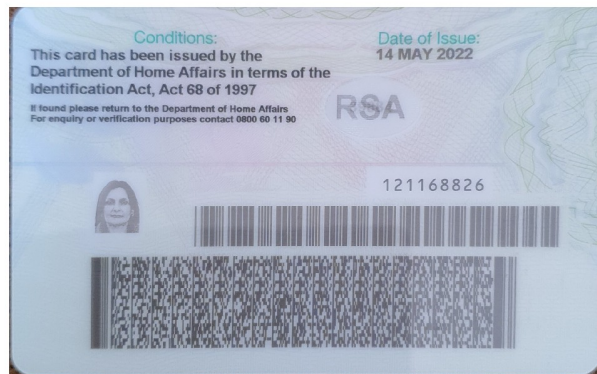 Conditions:
This card has been issued by the
Department of Home Affairs in terms of the
Identification Act, Act 68 of 1997
If found please return to the Department of Home Affairs
For enquiry or verification purposes contact 0800 60 11 90
Date of Issue:
14 MAY 2022
RSA
121168826